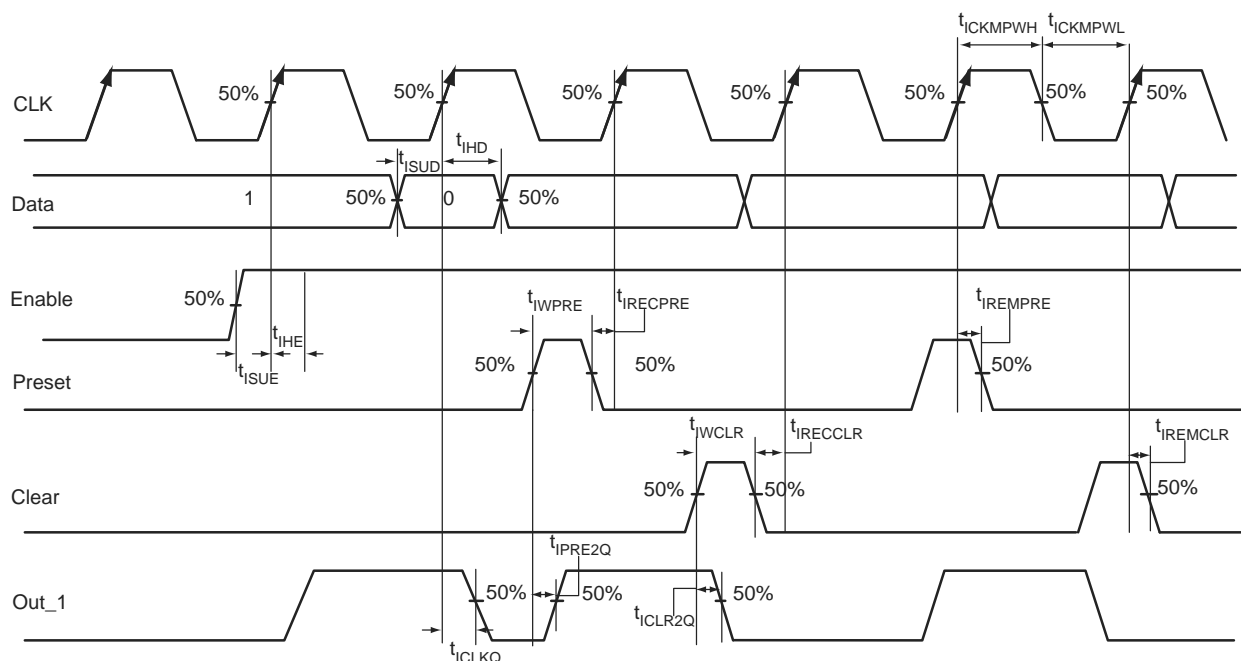 tICKMPWH tICKMPWL
CLK 50% 50% 50% 50% 50% 50% 50%
tISUD tIHD
Data 1 50% 0 50%
Enable 50% tIWPRE tIRECPRE tIREMPRE
tIHE
tISUE
Preset 50% 50% 50%
tIWCLR tIRECCLR tIREMCLR
Clear 50% 50% 50%
tIPRE2Q
Out_1 50% 50% tICLR2Q 50%
tICLKQ